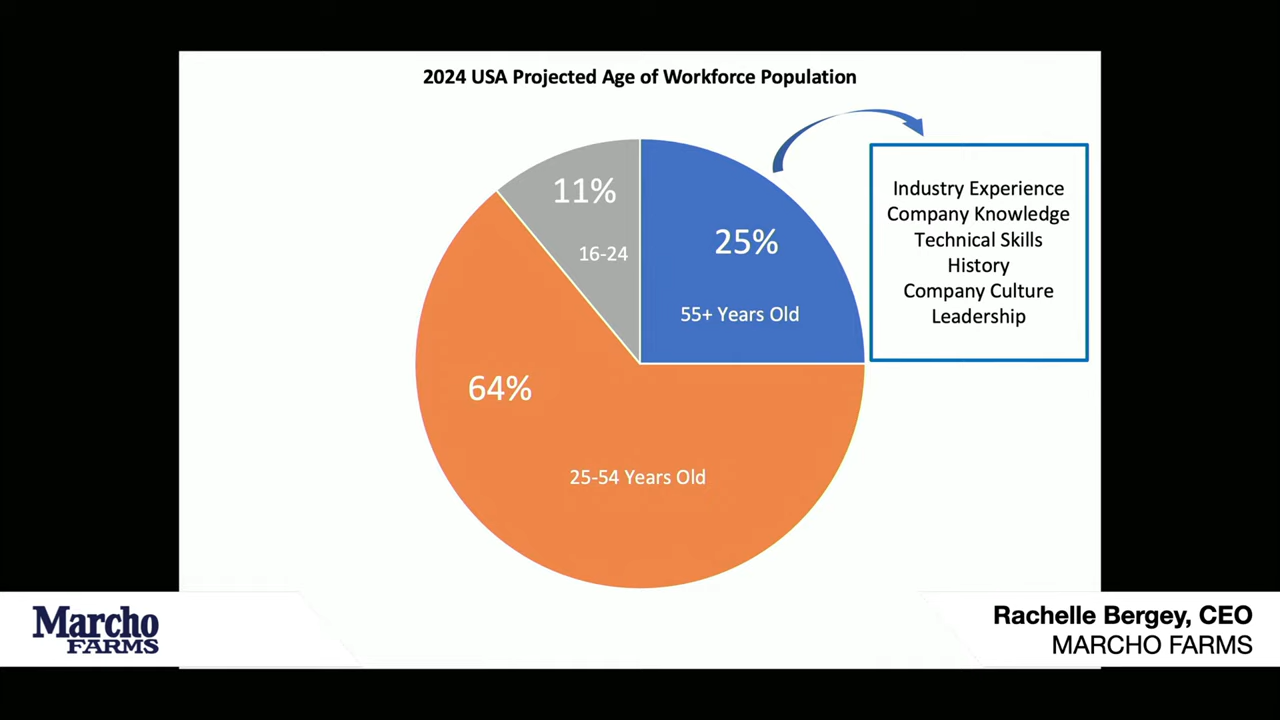 2024 USA Projected Age of Workforce Population
11%
16-24
25%
55+ Years Old
Industry Experience
Company Knowledge
Technical Skills
History
Company Culture
Leadership
64%
25-54 Years Old
Marcho
FARMS
Rachelle Bergey, CEO
MARCHO FARMS